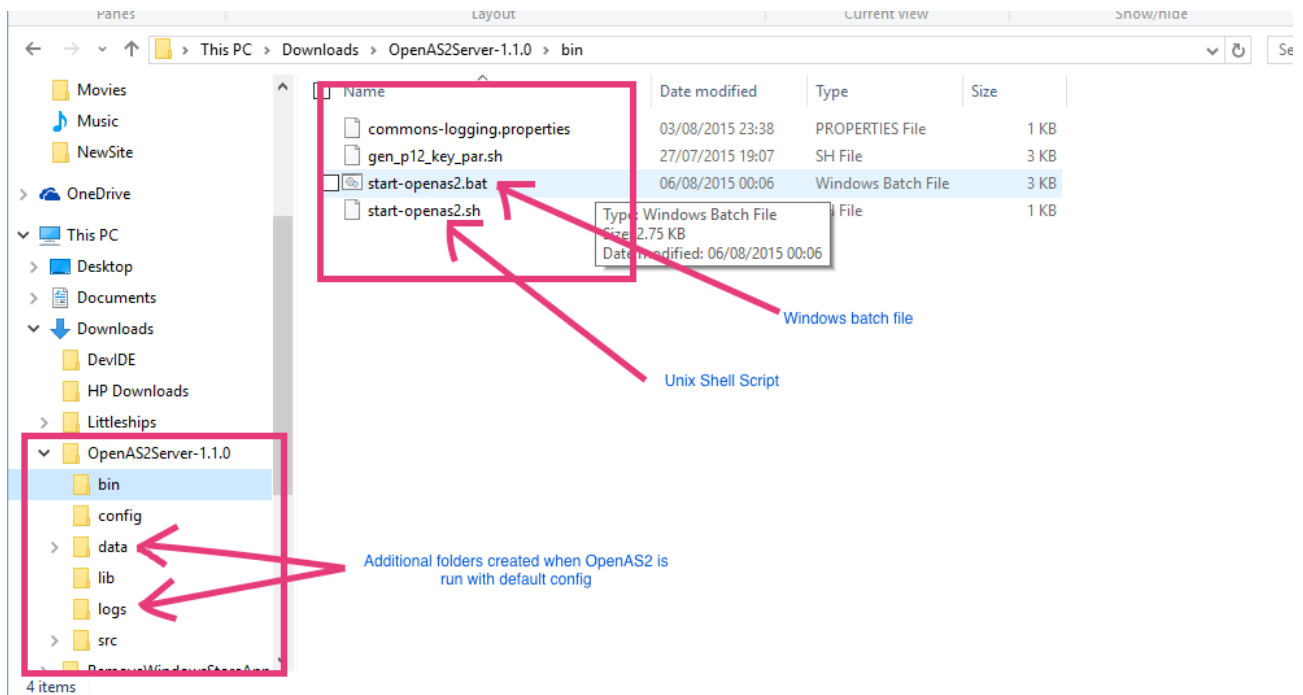 Panes Layout Current view Show/hide
This PC > Downloads > OpenAS2Server-1.1.0 > bin
Movies
Music
NewSite
OneDrive
This PC
Desktop
Documents
Downloads
DevIDE
HP Downloads
Littleships
OpenAS2Server-1.1.0
bin
config
data
lib
logs
src
RemoveWindowsStoreApp
4 items
Name Date modified Type Size
commons-logging.properties 03/08/2015 23:38 PROPERTIES File 1 KB
gen_p12_key_par.sh 27/07/2015 19:07 SH File 3 KB
start-openas2.bat 06/08/2015 00:06 Windows Batch File 3 KB
start-openas2.sh File 1 KB
Type: Windows Batch File
Size: 2.75 KB
Date modified: 06/08/2015 00:06
Windows batch file
Unix Shell Script
Additional folders created when OpenAS2 is
run with default config